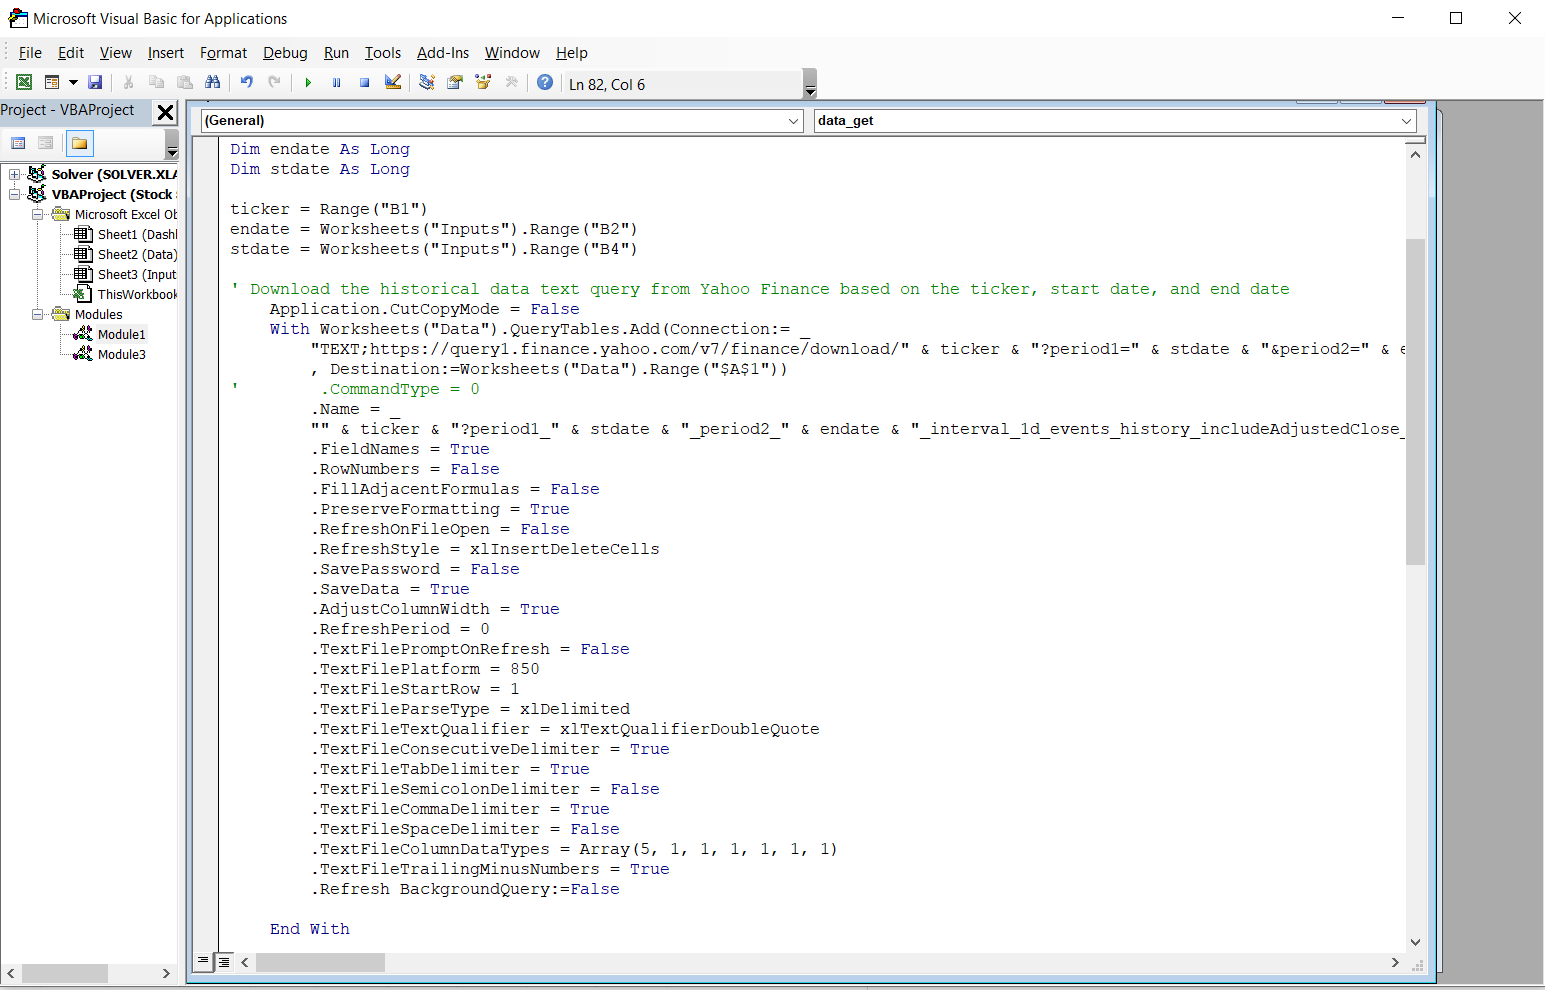 Microsoft Visual Basic for Applications
File Edit View Insert Format Debug Run Tools Add-Ins Window Help
Ln 82, Col 6
Project - VBAProject
(General)
data_get
Solver (SOLVER.XLA
VBAProject (Stock
Microsoft Excel Ob
Sheet1 (Dashl
Sheet2 (Data)
Sheet3 (Input
ThisWorkbook
Modules
Module1
Module3
Dim endate As Long
Dim stdate As Long
ticker = Range("B1")
endate = Worksheets("Inputs").Range("B2")
stdate = Worksheets("Inputs").Range("B4")
' Download the historical data text query from Yahoo Finance based on the ticker, start date, and end date
Application.CutCopyMode = False
With Worksheets("Data").QueryTables.Add(Connection:= _
"TEXT;https://query1.finance.yahoo.com/v7/finance/download/" & ticker & "?period1=" & stdate & "&period2=" & e
, Destination:=Worksheets("Data").Range("$A$1"))
' .CommandType = 0
.Name = _
"" & ticker & "?period1_" & stdate & "_period2_" & endate & "_interval_1d_events_history_includeAdjustedClose_
.FieldNames = True
.RowNumbers = False
.FillAdjacentFormulas = False
.PreserveFormatting = True
.RefreshOnFileOpen = False
.RefreshStyle = xlInsertDeleteCells
.SavePassword = False
.SaveData = True
.AdjustColumnWidth = True
.RefreshPeriod = 0
.TextFilePromptOnRefresh = False
.TextFilePlatform = 850
.TextFileStartRow = 1
.TextFileParseType = xlDelimited
.TextFileTextQualifier = xlTextQualifierDoubleQuote
.TextFileConsecutiveDelimiter = True
.TextFileTabDelimiter = True
.TextFileSemicolonDelimiter = False
.TextFileCommaDelimiter = True
.TextFileSpaceDelimiter = False
.TextFileColumnDataTypes = Array(5, 1, 1, 1, 1, 1, 1)
.TextFileTrailingMinusNumbers = True
.Refresh BackgroundQuery:=False
End With